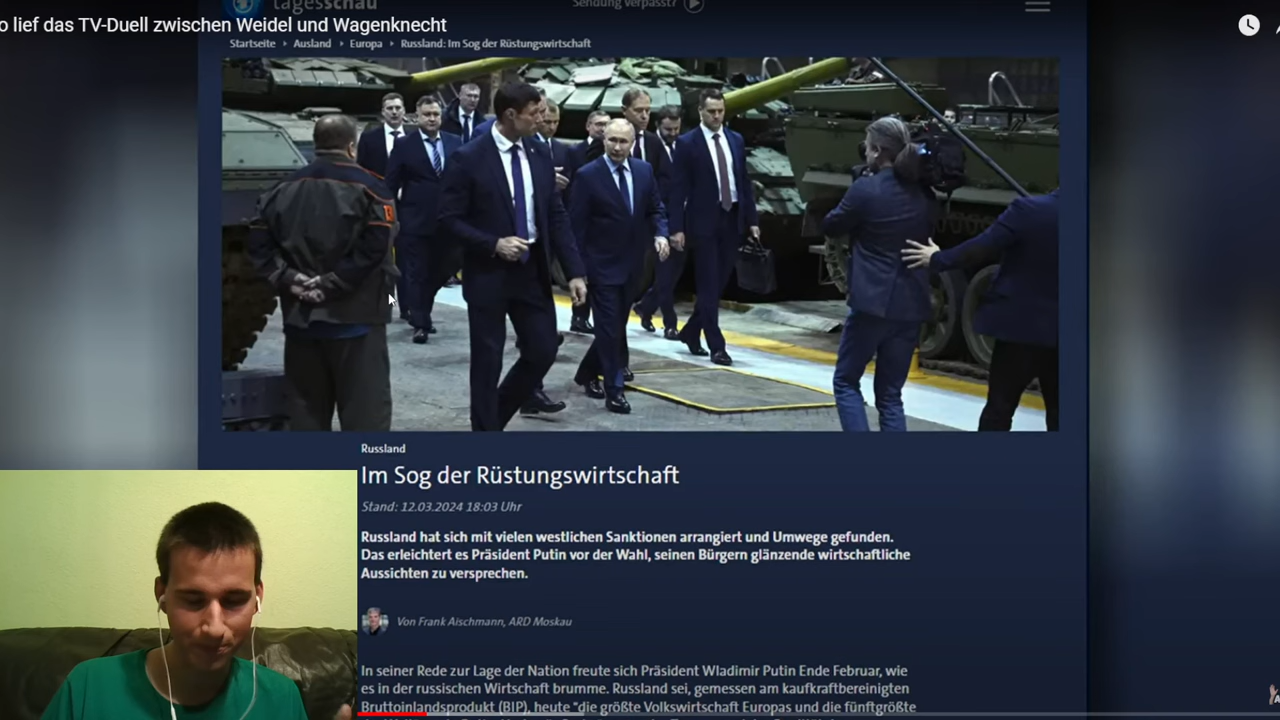 o lief das TV-Duell zwischen Weidel und Wagenknecht
tagesschau
Sendung verpasst?
Startseite › Ausland › Europa › Russland: Im Sog der Rüstungswirtschaft
Russland
Im Sog der Rüstungswirtschaft
Stand: 12.03.2024 18:03 Uhr
Russland hat sich mit vielen westlichen Sanktionen arrangiert und Umwege gefunden.
Das erleichtert es Präsident Putin vor der Wahl, seinen Bürgern glänzende wirtschaftliche
Aussichten zu versprechen.
Von Frank Aischmann, ARD Moskau
In seiner Rede zur Lage der Nation freute sich Präsident Wladimir Putin Ende Februar, wie
es in der russischen Wirtschaft brumme. Russland sei, gemessen am kaufkraftbereinigten
Bruttoinlandsprodukt (BIP), heute "die größte Volkswirtschaft Europas und die fünftgrößte